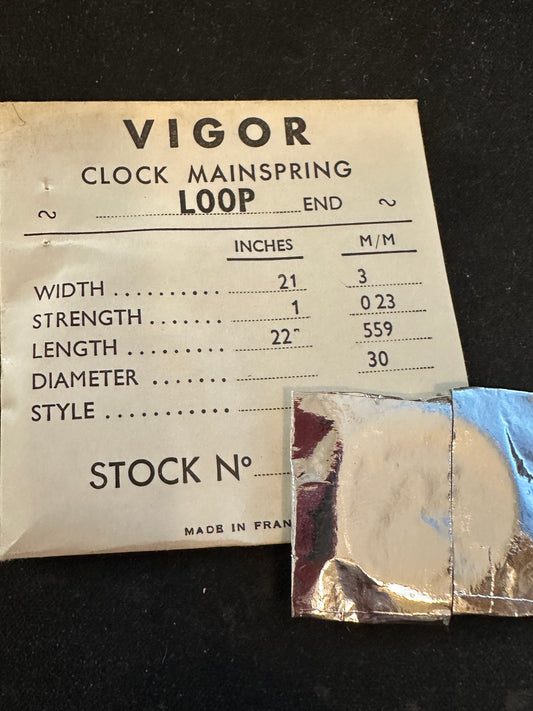 VIGOR
CLOCK MAINSPRING
~ LOOP END ~
INCHES M/M
WIDTH .......... 21 3
STRENGTH ....... 1 0 23
LENGTH ......... 22" 559
DIAMETER ....... 30
STYLE ...........
STOCK Nº
MADE IN FRAN